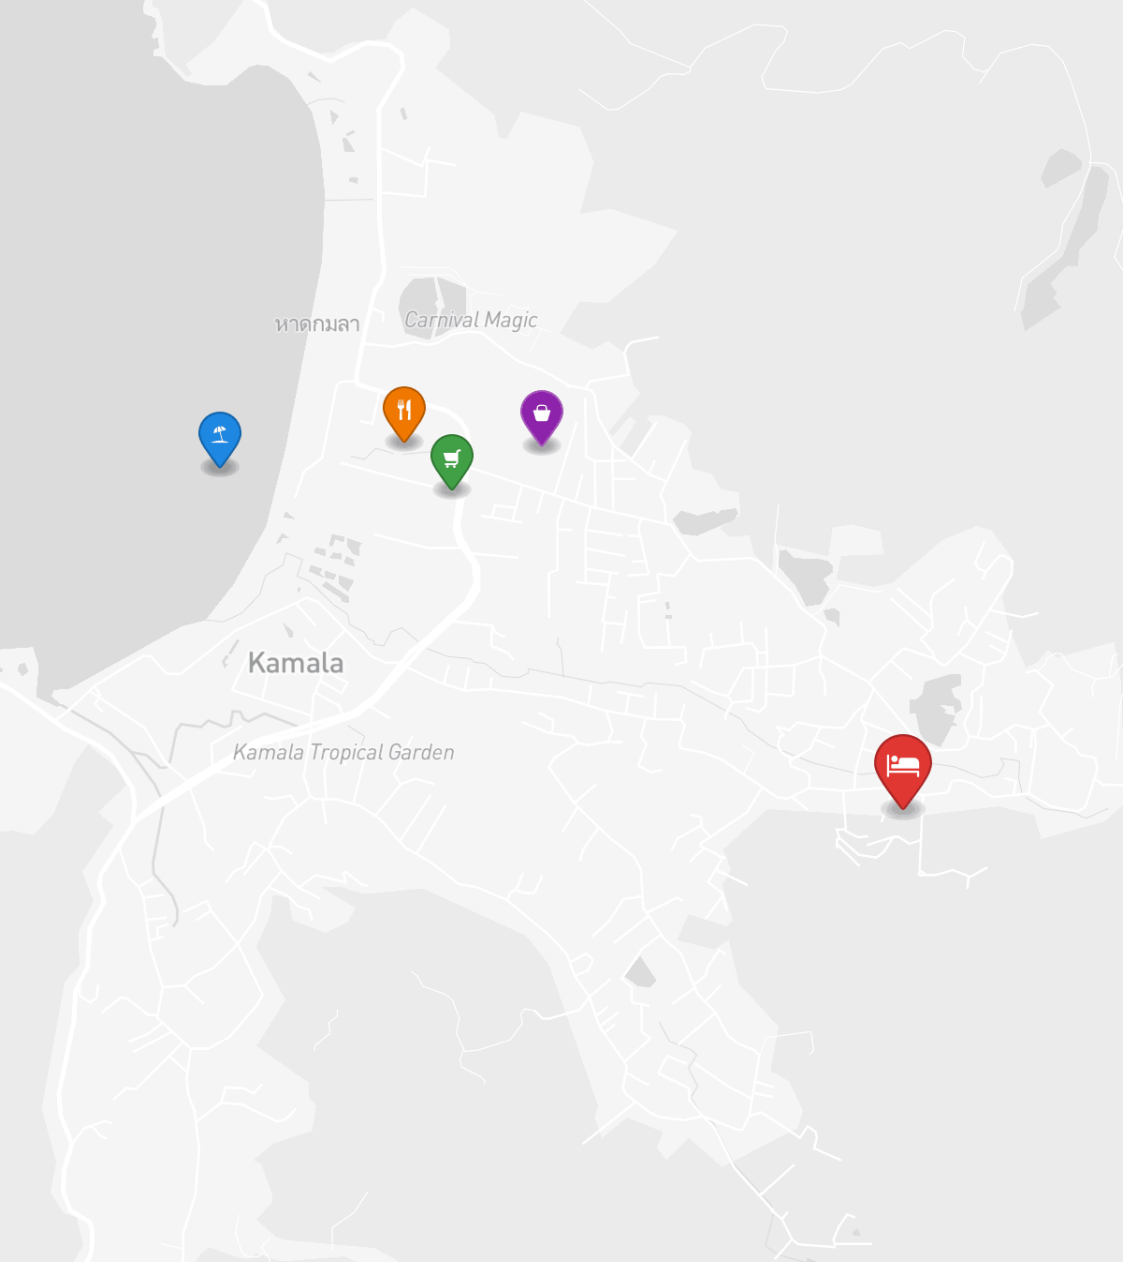 หาดกมลา
Carnival Magic
Kamala
Kamala Tropical Garden